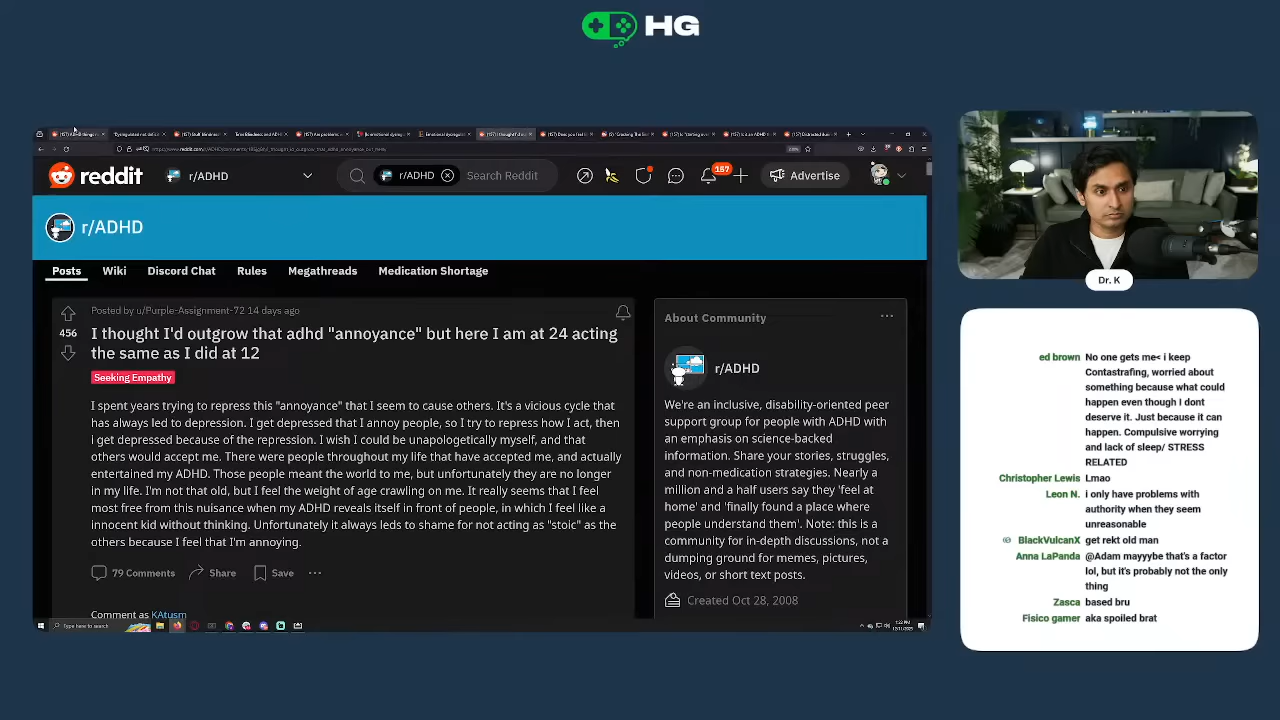 HG
reddit
r/ADHD
r/ADHD
Search Reddit
157
Advertise
r/ADHD
Posts
Wiki
Discord Chat
Rules
Megathreads
Medication Shortage
Posted by u/Purple-Assignment-72 14 days ago
456
I thought I'd outgrow that adhd "annoyance" but here I am at 24 acting
the same as I did at 12
Seeking Empathy
I spent years trying to repress this "annoyance" that I seem to cause others. It's a vicious cycle that
has always led to depression. I get depressed that I annoy people, so I try to repress how I act, then
i get depressed because of the repression. I wish I could be unapologetically myself, and that
others would accept me. There were people throughout my life that have accepted me, and actually
entertained my ADHD. Those people meant the world to me, but unfortunately they are no longer
in my life. I'm not that old, but I feel the weight of age crawling on me. It really seems that I feel
most free from this nuisance when my ADHD reveals itself in front of people, in which I feel like a
innocent kid without thinking. Unfortunately it always leds to shame for not acting as "stoic" as the
others because I feel that I'm annoying.
79 Comments
Share
Save
Comment as KAtusm
About Community
r/ADHD
We're an inclusive, disability-oriented peer
support group for people with ADHD with
an emphasis on science-backed
information. Share your stories, struggles,
and non-medication strategies. Nearly a
million and a half users say they 'feel at
home' and 'finally found a place where
people understand them'. Note: this is a
community for in-depth discussions, not a
dumping ground for memes, pictures,
videos, or short text posts.
Created Oct 28, 2008
Type here to search
Dr. K
ed brown No one gets me< i keep
Contastrafing, worried about
something because what could
happen even though I dont
deserve it. Just because it can
happen. Compulsive worrying
and lack of sleep/ STRESS
RELATED
Christopher Lewis Lmao
Leon N. i only have problems with
authority when they seem
unreasonable
BlackVulcanX get rekt old man
Anna LaPanda @Adam mayyybe that's a factor
lol, but it's probably not the only
thing
Zasca based bru
Fisico gamer aka spoiled brat